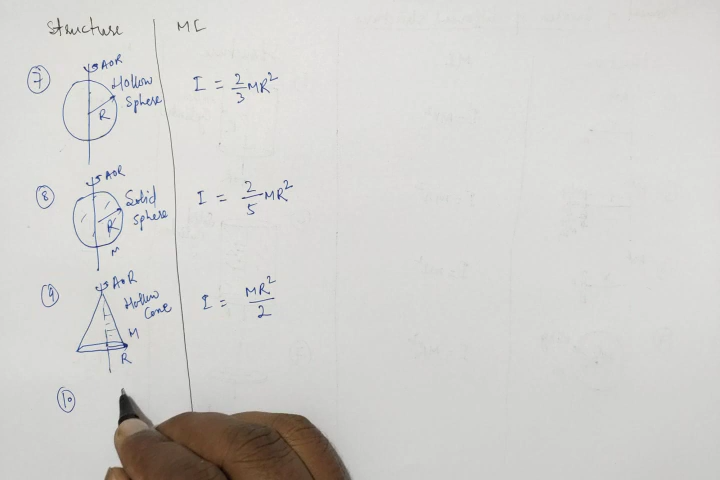 Structure MI
7 AOR
Hollow
Sphere
R
I = 2/3 MR²
8 AOR
Solid
Sphere
R
M
I = 2/5 MR²
9 AOR
Hollow
Cone
M
R
I = MR²/2
10